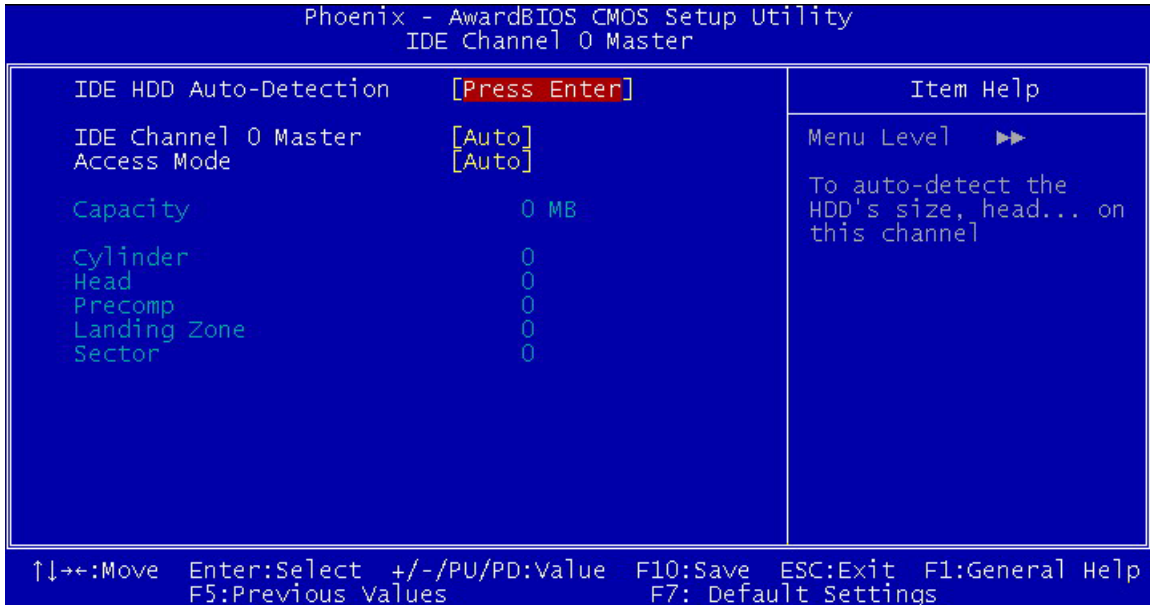 Phoenix - AwardBIOS CMOS Setup Utility
IDE Channel 0 Master
IDE HDD Auto-Detection [Press Enter]
IDE Channel 0 Master [Auto]
Access Mode [Auto]
Capacity 0 MB
Cylinder 0
Head 0
Precomp 0
Landing Zone 0
Sector 0
Item Help
Menu Level ▶▶
To auto-detect the
HDD's size, head... on
this channel
↑↓→←:Move Enter:Select +/-/PU/PD:Value F10:Save ESC:Exit F1:General Help
F5:Previous Values F7: Default Settings